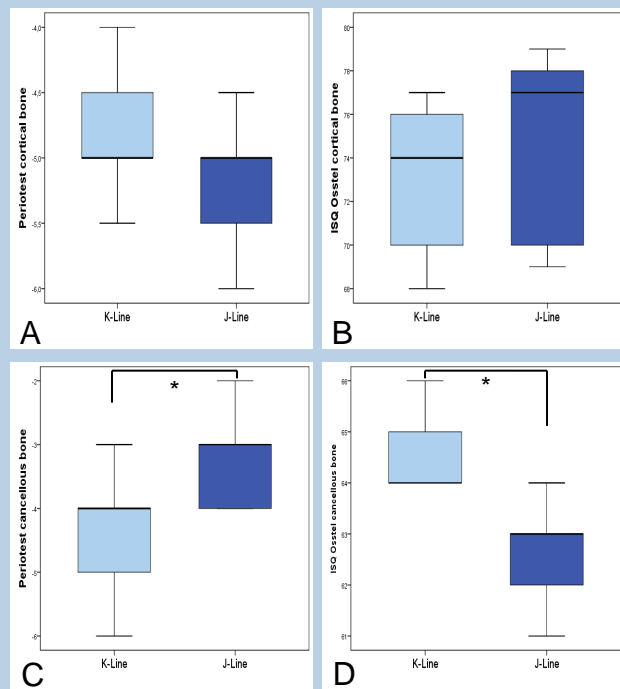 Periotest cortical bone
-4,0
-4,5
-5,0
-5,5
-6,0
K-Line
J-Line
A
ISQ Osstel cortical bone
80
78
76
74
72
70
68
K-Line
J-Line
B
Periotest cancellous bone
-2
-3
-4
-5
-6
*
K-Line
J-Line
C
ISQ Osstel cancellous bone
66
65
64
63
62
61
*
K-Line
J-Line
D